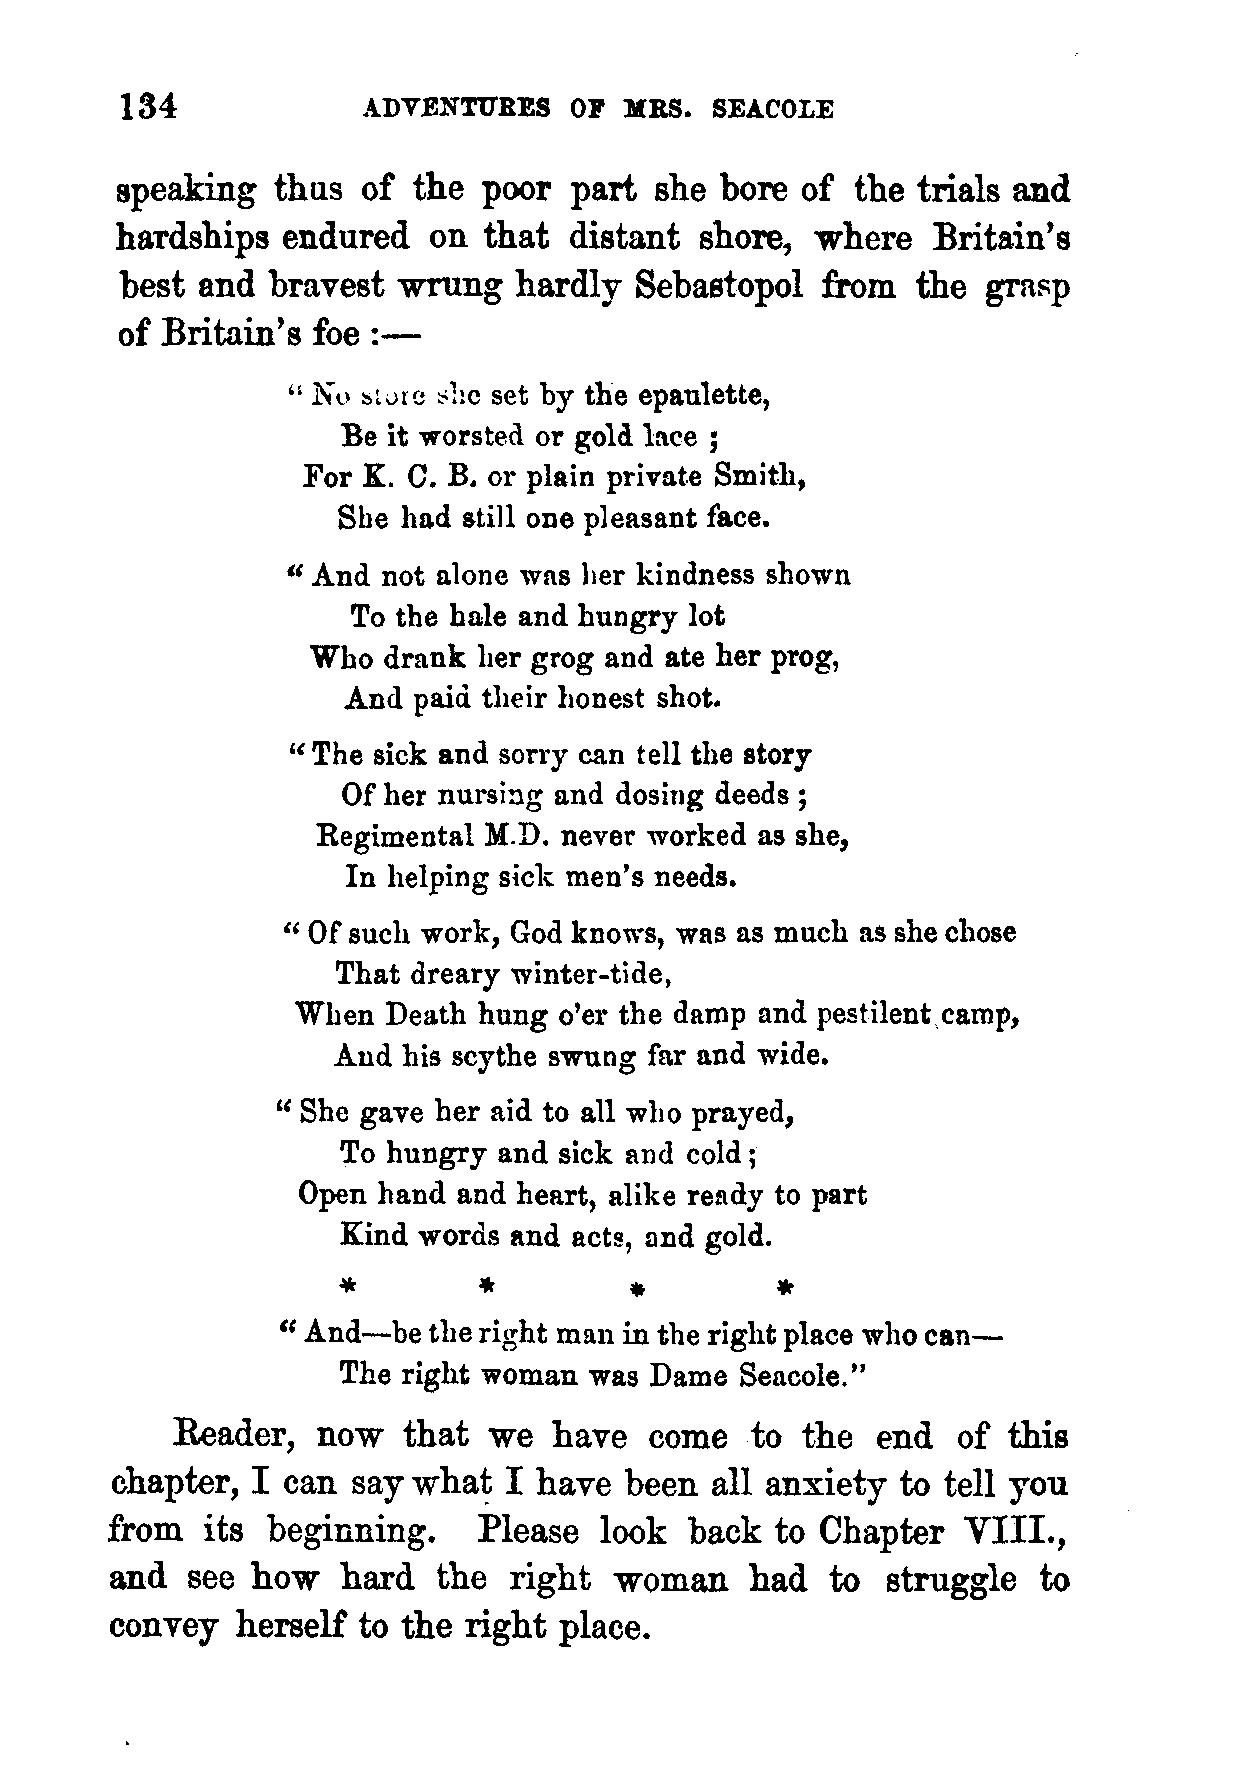 134 ADVENTURES OF MRS. SEACOLE
speaking thus of the poor part she bore of the trials and
hardships endured on that distant shore, where Britain's
best and bravest wrung hardly Sebastopol from the grasp
of Britain's foe :—
" No store she set by the epaulette,
Be it worsted or gold lace ;
For K. C. B. or plain private Smith,
She had still one pleasant face.
" And not alone was her kindness shown
To the hale and hungry lot
Who drank her grog and ate her prog,
And paid their honest shot.
" The sick and sorry can tell the story
Of her nursing and dosing deeds ;
Regimental M.D. never worked as she,
In helping sick men's needs.
" Of such work, God knows, was as much as she chose
That dreary winter-tide,
When Death hung o'er the damp and pestilent camp,
And his scythe swung far and wide.
" She gave her aid to all who prayed,
To hungry and sick and cold ;
Open hand and heart, alike ready to part
Kind words and acts, and gold.
* * * *
" And—be the right man in the right place who can—
The right woman was Dame Seacole."
Reader, now that we have come to the end of this
chapter, I can say what I have been all anxiety to tell you
from its beginning. Please look back to Chapter VIII.,
and see how hard the right woman had to struggle to
convey herself to the right place.